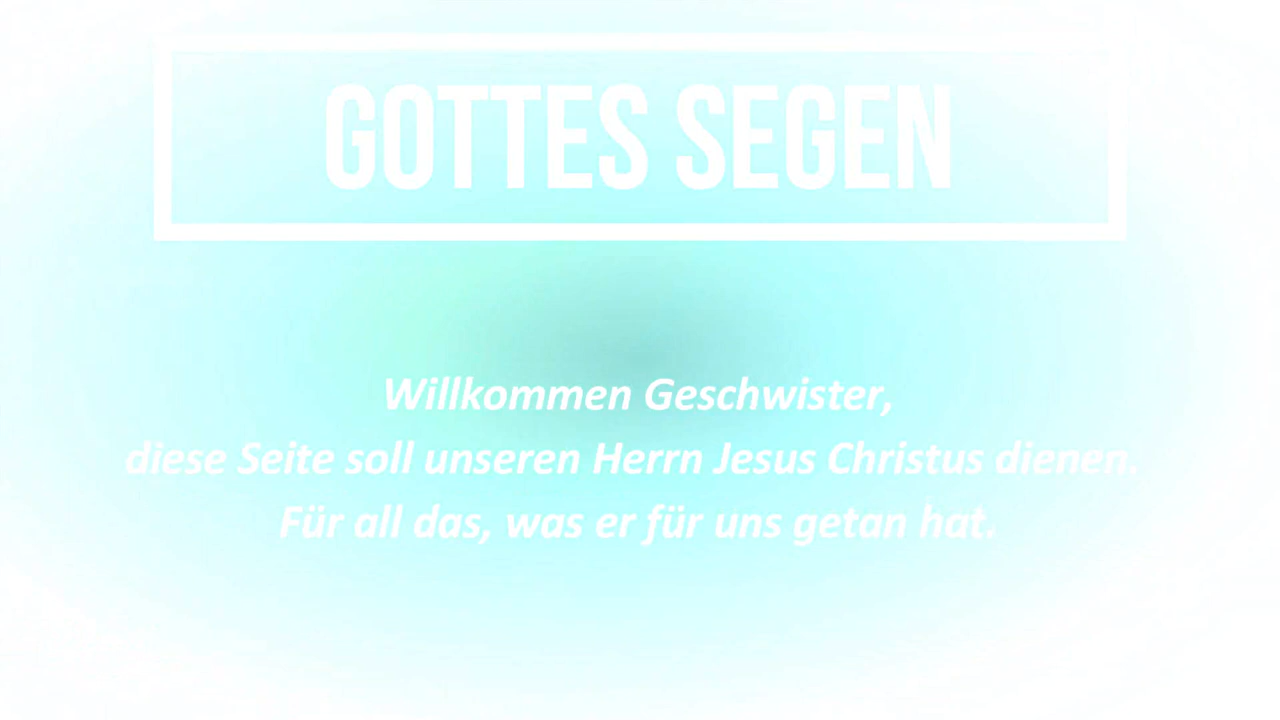 GOTTES SEGEN
Willkommen Geschwister,
diese Seite soll unseren Herrn Jesus Christus dienen.
Für all das, was er für uns getan hat.